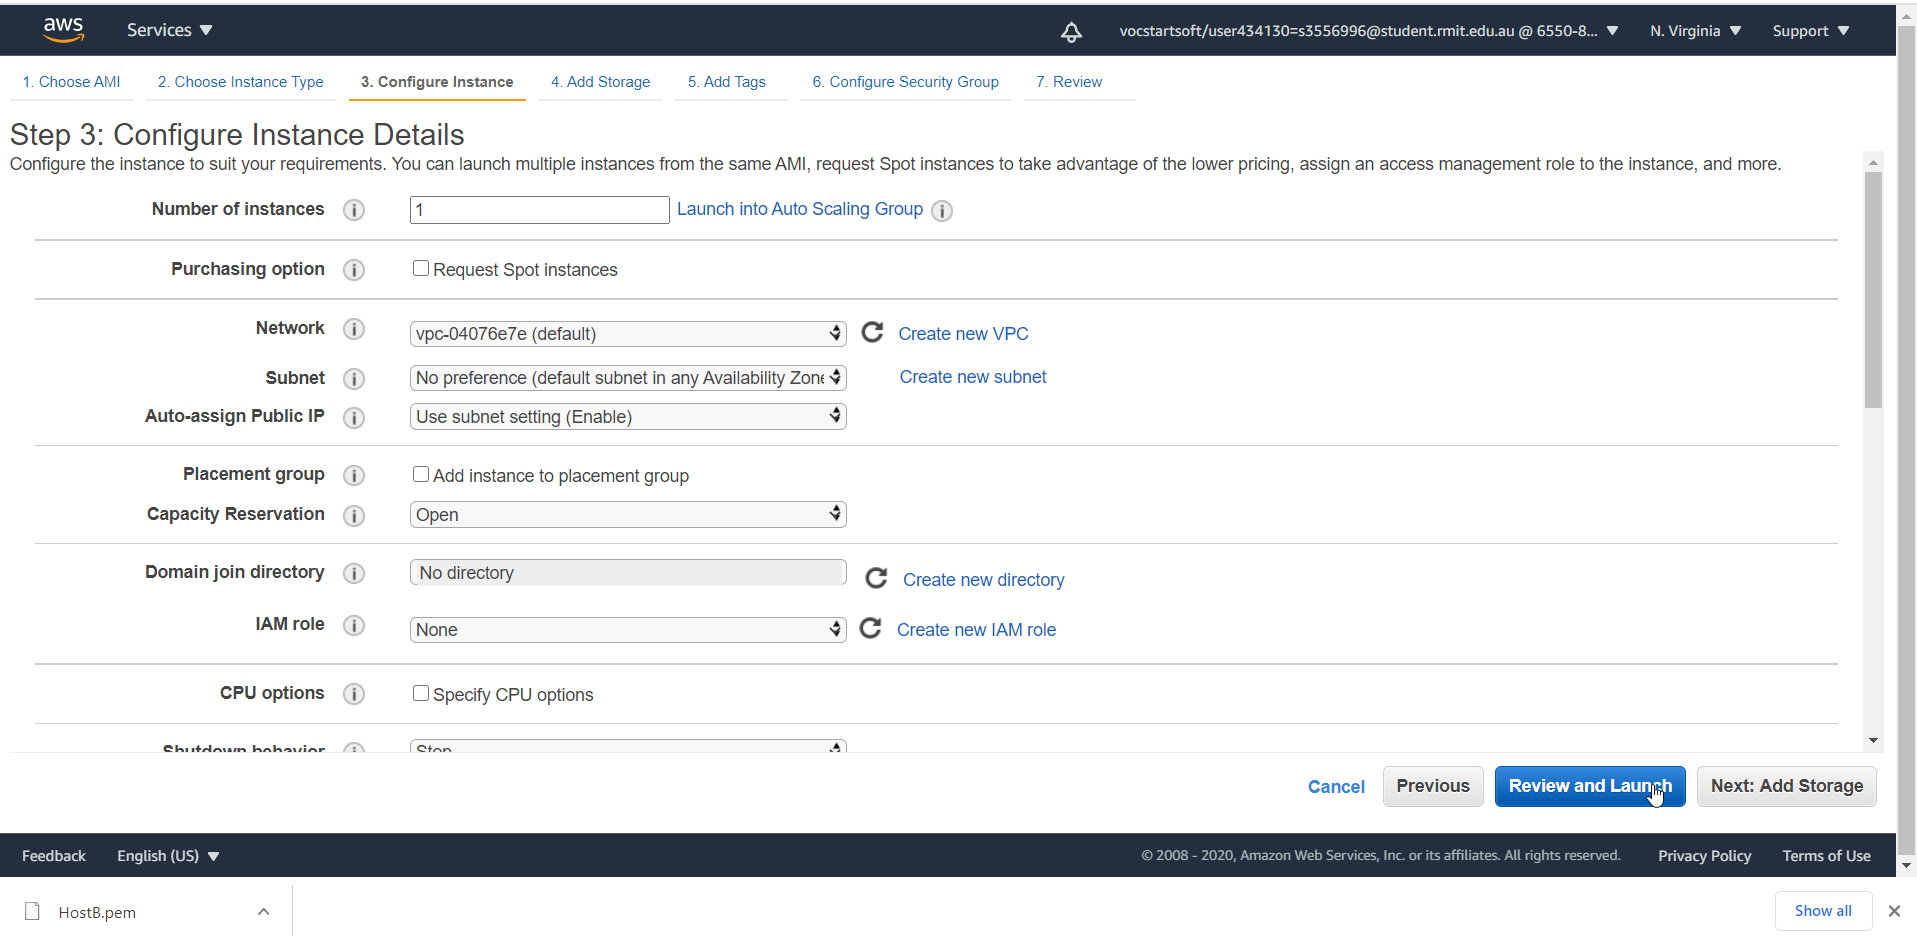 aws
Services
vocstartsoft/user434130=s3556996@student.rmit.edu.au @ 6550-8...
N. Virginia
Support
1. Choose AMI
2. Choose Instance Type
3. Configure Instance
4. Add Storage
5. Add Tags
6. Configure Security Group
7. Review
Step 3: Configure Instance Details
Configure the instance to suit your requirements. You can launch multiple instances from the same AMI, request Spot instances to take advantage of the lower pricing, assign an access management role to the instance, and more.
Number of instances
1
Launch into Auto Scaling Group
Purchasing option
Request Spot instances
Network
vpc-04076e7e (default)
Create new VPC
Subnet
No preference (default subnet in any Availability Zone
Create new subnet
Auto-assign Public IP
Use subnet setting (Enable)
Placement group
Add instance to placement group
Capacity Reservation
Open
Domain join directory
No directory
Create new directory
IAM role
None
Create new IAM role
CPU options
Specify CPU options
Shutdown behavior
Stop
Cancel
Previous
Review and Launch
Next: Add Storage
Feedback
English (US)
© 2008 - 2020, Amazon Web Services, Inc. or its affiliates. All rights reserved.
Privacy Policy
Terms of Use
HostB.pem
Show all